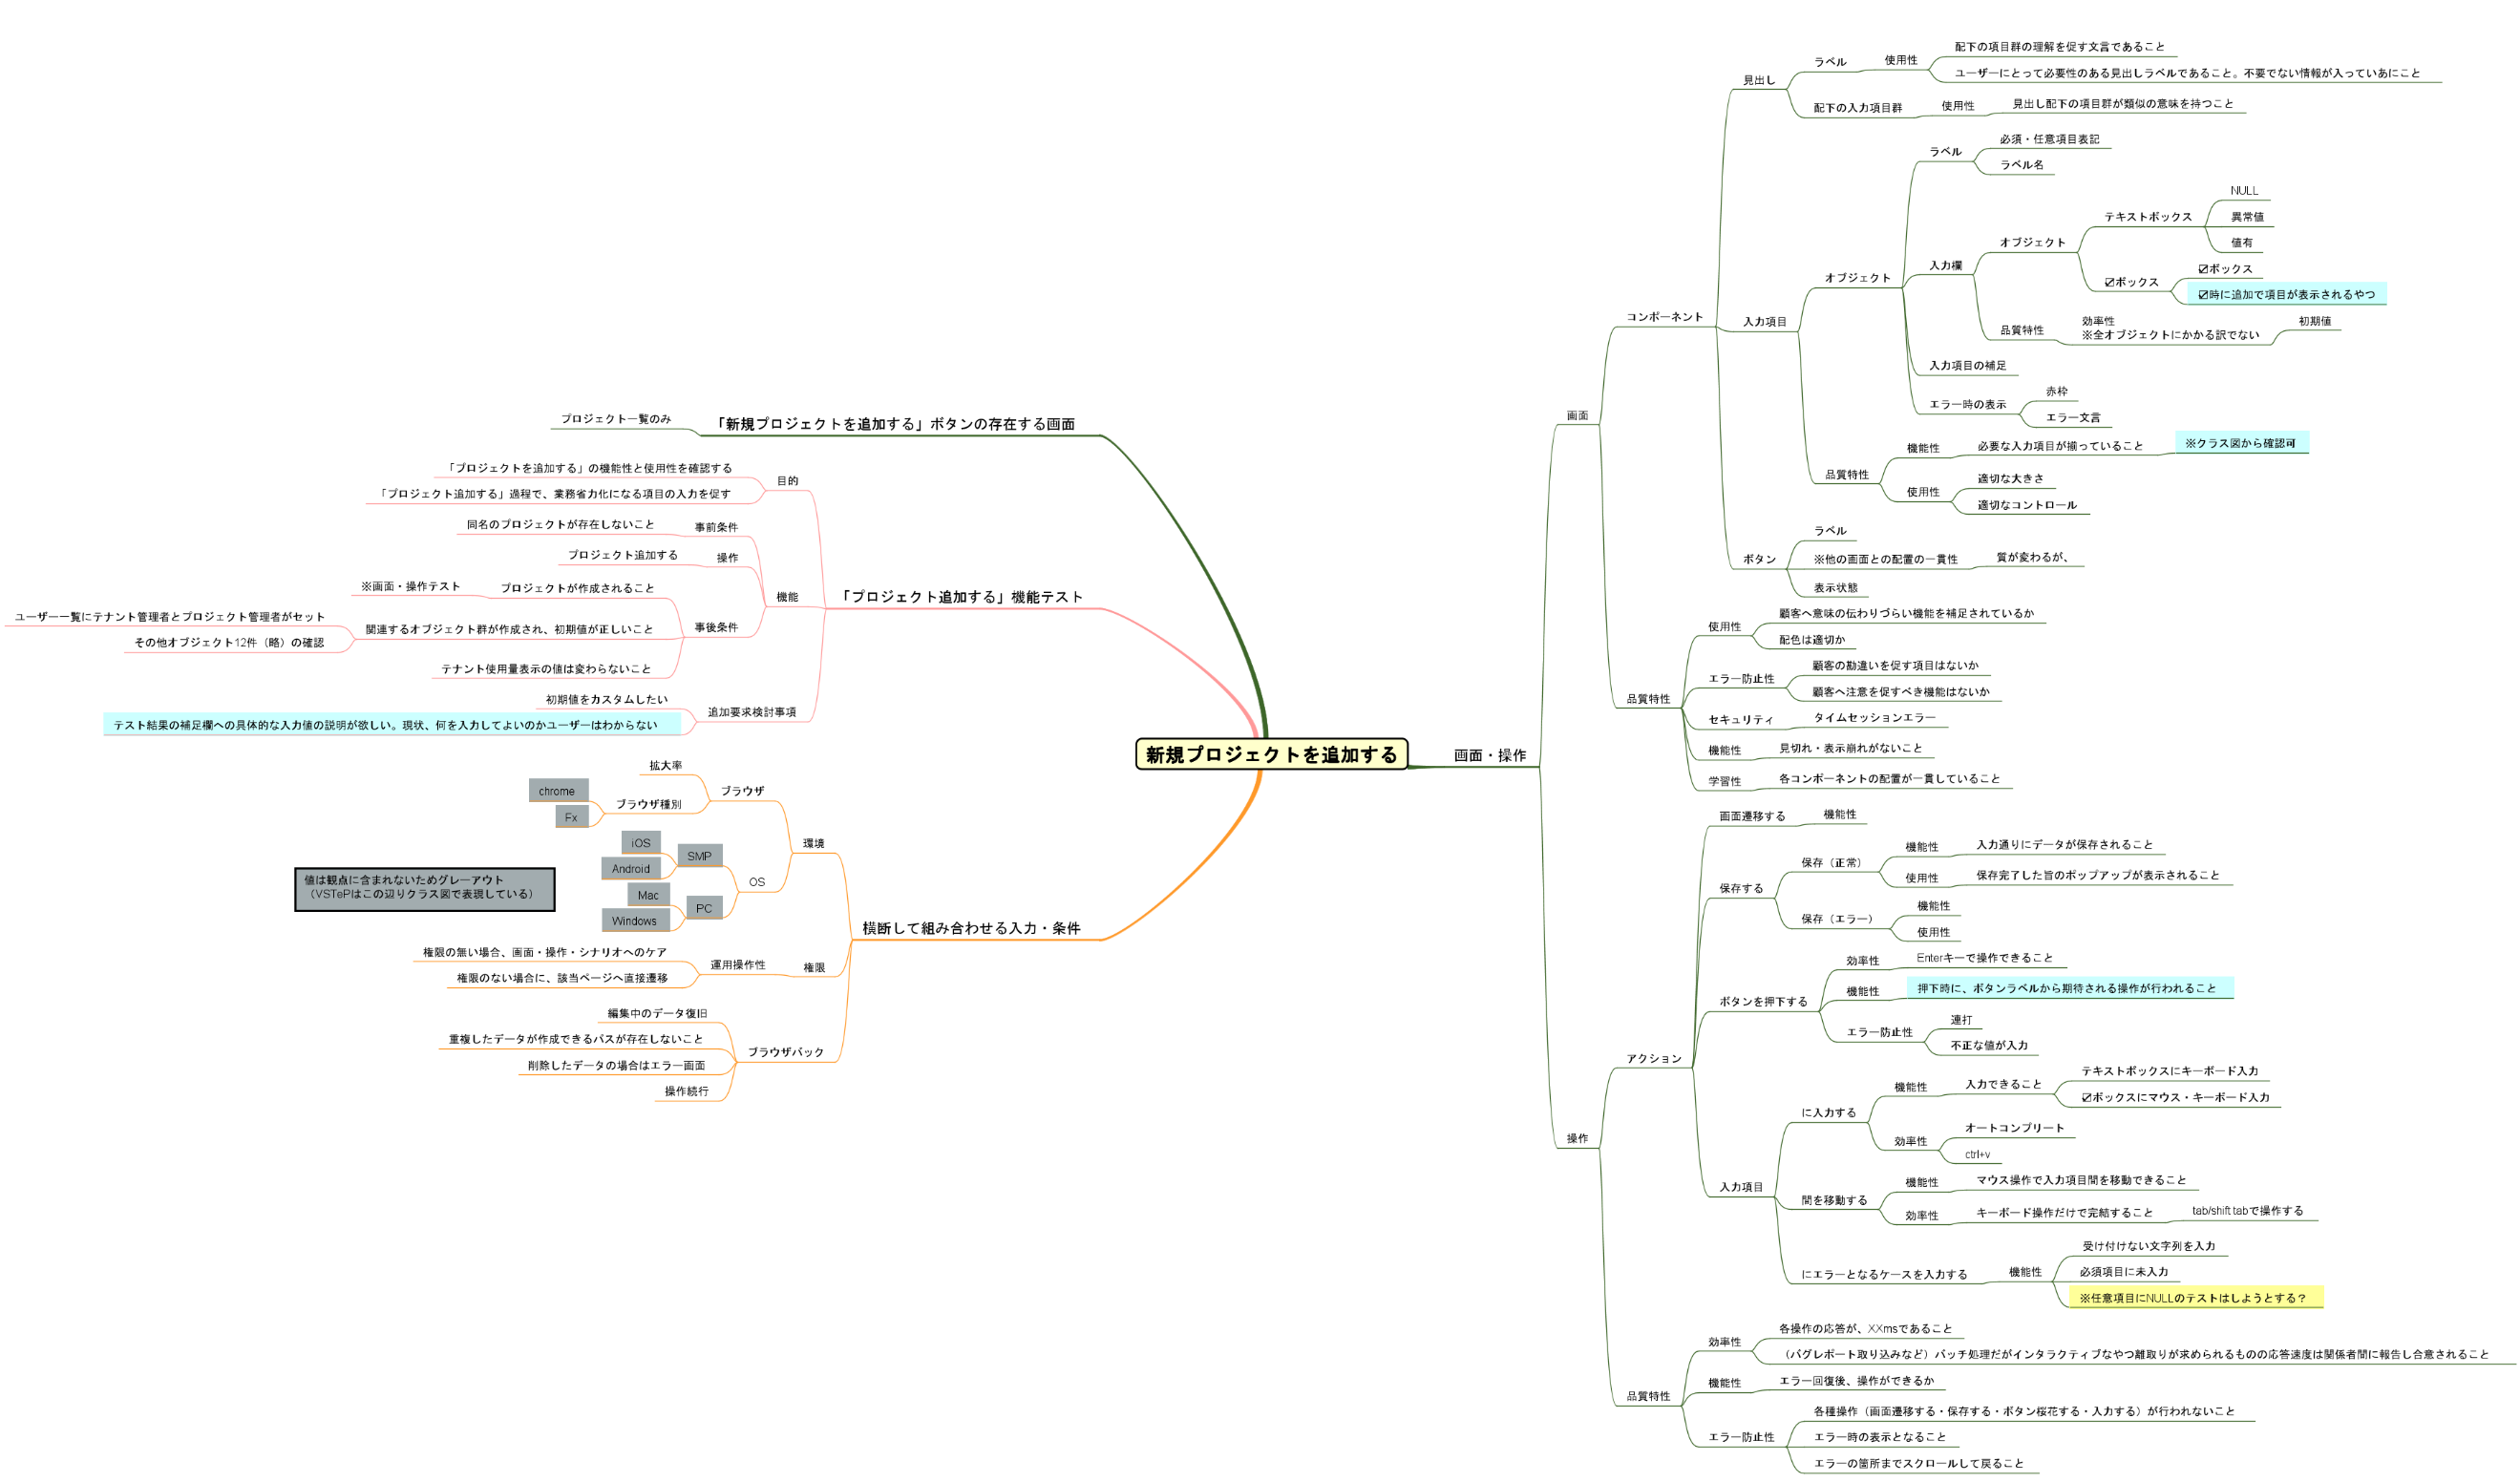 新規プロジェクトを追加する
「新規プロジェクトを追加する」ボタンの存在する画面
プロジェクト一覧のみ
「プロジェクト追加する」機能テスト
目的
「プロジェクトを追加する」の機能性と使用性を確認する
「プロジェクト追加する」過程で、業務省力化になる項目の入力を促す
機能
事前条件
同名のプロジェクトが存在しないこと
操作
プロジェクト追加する
事後条件
プロジェクトが作成されること
※画面・操作テスト
関連するオブジェクト群が作成され、初期値が正しいこと
ユーザー一覧にテナント管理者とプロジェクト管理者がセット
その他オブジェクト12件（略）の確認
テナント使用量表示の値は変わらないこと
追加要求検討事項
初期値をカスタムしたい
テスト結果の補足欄への具体的な入力値の説明が欲しい。現状、何を入力してよいのかユーザーはわからない
横断して組み合わせる入力・条件
環境
ブラウザ
拡大率
ブラウザ種別
chrome
Fx
OS
SMP
iOS
Android
PC
Mac
Windows
値は観点に含まれないためグレーアウト
（VSTePはこの辺りクラス図で表現している）
権限
運用操作性
権限の無い場合、画面・操作・シナリオへのケア
権限のない場合に、該当ページへ直接遷移
ブラウザバック
編集中のデータ復旧
重複したデータが作成できるパスが存在しないこと
削除したデータの場合はエラー画面
操作続行
画面・操作
画面
コンポーネント
見出し
ラベル
使用性
配下の項目群の理解を促す文言であること
ユーザーにとって必要性のある見出しラベルであること。不要でない情報が入っていあにこと
配下の入力項目群
使用性
見出し配下の項目群が類似の意味を持つこと
入力項目
オブジェクト
ラベル
必須・任意項目表記
ラベル名
入力欄
オブジェクト
テキストボックス
NULL
異常値
値有
☑ボックス
☑ボックス
☑時に追加で項目が表示されるやつ
品質特性
効率性
※全オブジェクトにかかる訳でない
初期値
入力項目の補足
エラー時の表示
赤枠
エラー文言
品質特性
機能性
必要な入力項目が揃っていること
※クラス図から確認可
使用性
適切な大きさ
適切なコントロール
ボタン
ラベル
※他の画面との配置の一貫性
質が変わるが、
表示状態
品質特性
使用性
顧客へ意味の伝わりづらい機能を補足されているか
配色は適切か
エラー防止性
顧客の勘違いを促す項目はないか
顧客へ注意を促すべき機能はないか
セキュリティ
タイムセッションエラー
機能性
見切れ・表示崩れがないこと
学習性
各コンポーネントの配置が一貫していること
操作
アクション
画面遷移する
機能性
保存する
保存（正常）
機能性
入力通りにデータが保存されること
使用性
保存完了した旨のポップアップが表示されること
保存（エラー）
機能性
使用性
ボタンを押下する
効率性
Enterキーで操作できること
機能性
押下時に、ボタンラベルから期待される操作が行われること
エラー防止性
連打
不正な値が入力
入力項目
に入力する
機能性
入力できること
テキストボックスにキーボード入力
☑ボックスにマウス・キーボード入力
効率性
オートコンプリート
ctrl+v
間を移動する
機能性
マウス操作で入力項目間を移動できること
効率性
キーボード操作だけで完結すること
tab/shift tabで操作する
にエラーとなるケースを入力する
機能性
受け付けない文字列を入力
必須項目に未入力
※任意項目にNULLのテストはしようとする？
品質特性
効率性
各操作の応答が、XXmsであること
（バグレポート取り込みなど）バッチ処理だがインタラクティブなやつ離取りが求められるものの応答速度は関係者間に報告し合意されること
機能性
エラー回復後、操作ができるか
エラー防止性
各種操作（画面遷移する・保存する・ボタン桜花する・入力する）が行われないこと
エラー時の表示となること
エラーの箇所までスクロールして戻ること